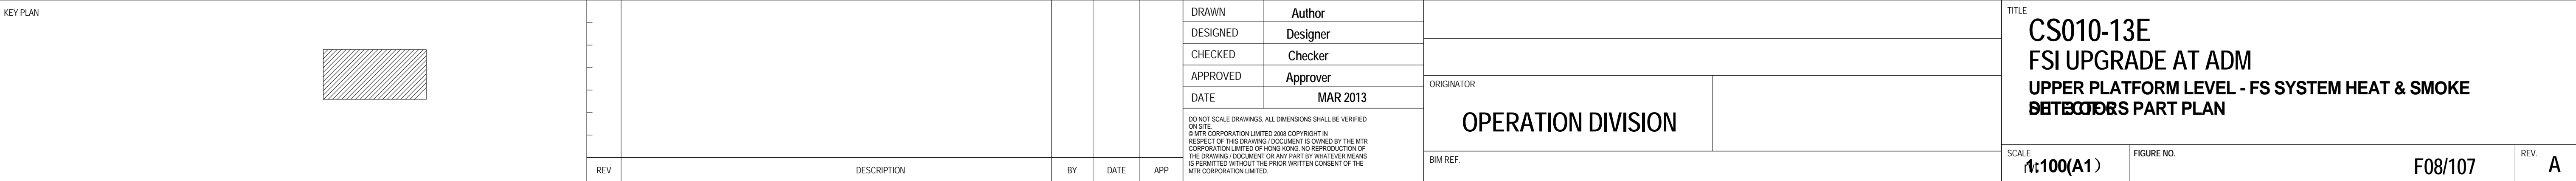 KEY PLAN
REV DESCRIPTION BY DATE APP
DRAWN Author
DESIGNED Designer
CHECKED Checker
APPROVED Approver
DATE MAR 2013
DO NOT SCALE DRAWINGS. ALL DIMENSIONS SHALL BE VERIFIED
ON SITE.
© MTR CORPORATION LIMITED 2008 COPYRIGHT IN
RESPECT OF THIS DRAWING / DOCUMENT IS OWNED BY THE MTR
CORPORATION LIMITED OF HONG KONG. NO REPRODUCTION OF
THE DRAWING / DOCUMENT OR ANY PART BY WHATEVER MEANS
IS PERMITTED WITHOUT THE PRIOR WRITTEN CONSENT OF THE
MTR CORPORATION LIMITED.
ORIGINATOR
OPERATION DIVISION
BIM REF.
TITLE
CS010-13E
FSI UPGRADE AT ADM
UPPER PLATFORM LEVEL - FS SYSTEM HEAT & SMOKE
PART PLAN
SCALE
1:100(A1)
FIGURE NO.
F08/107
REV.
A